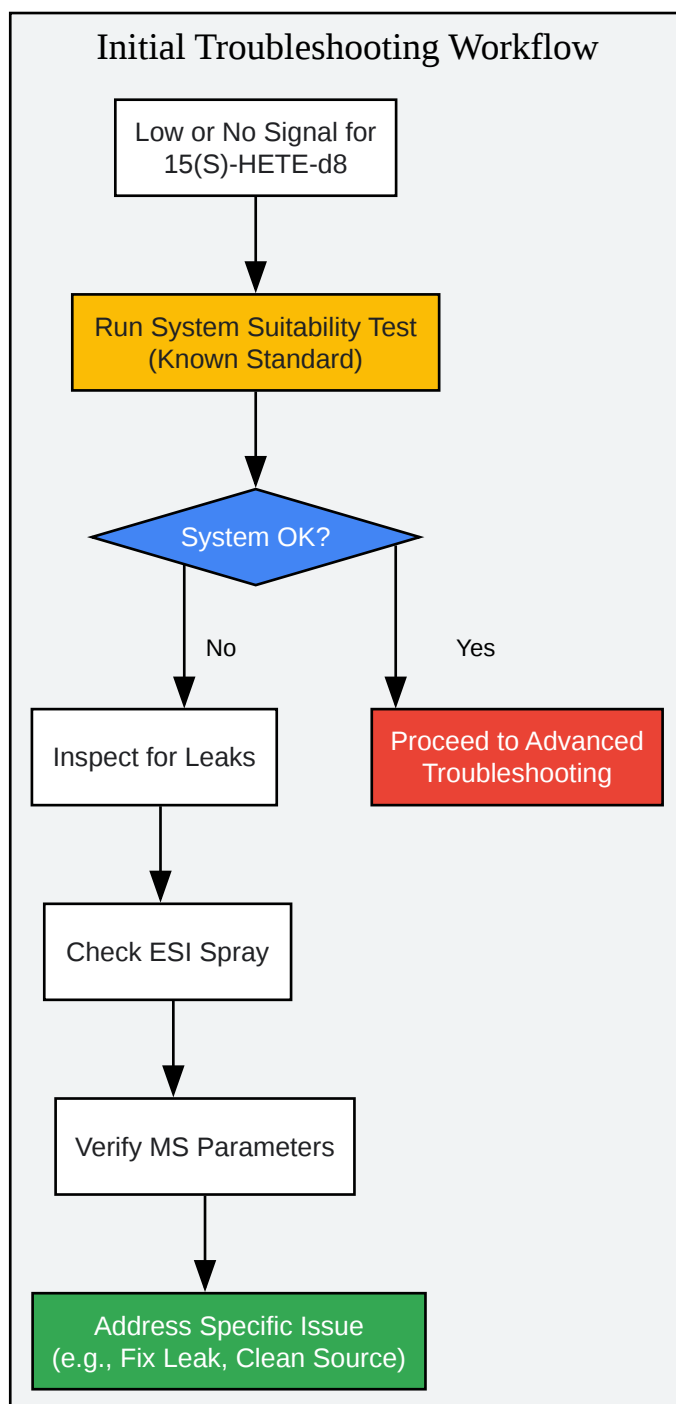 Initial Troubleshooting Workflow
Low or No Signal for
15(S)-HETE-d8
Run System Suitability Test
(Known Standard)
System OK?
No
Yes
Inspect for Leaks
Proceed to Advanced
Troubleshooting
Check ESI Spray
Verify MS Parameters
Address Specific Issue
(e.g., Fix Leak, Clean Source)